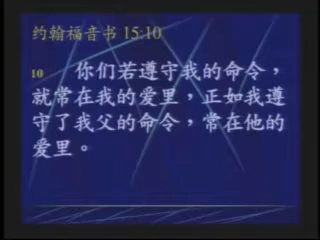 约翰福音书 15:10
10 你们若遵守我的命令，
就常在我的爱里，正如我遵
守了我父的命令，常在他的
爱里。